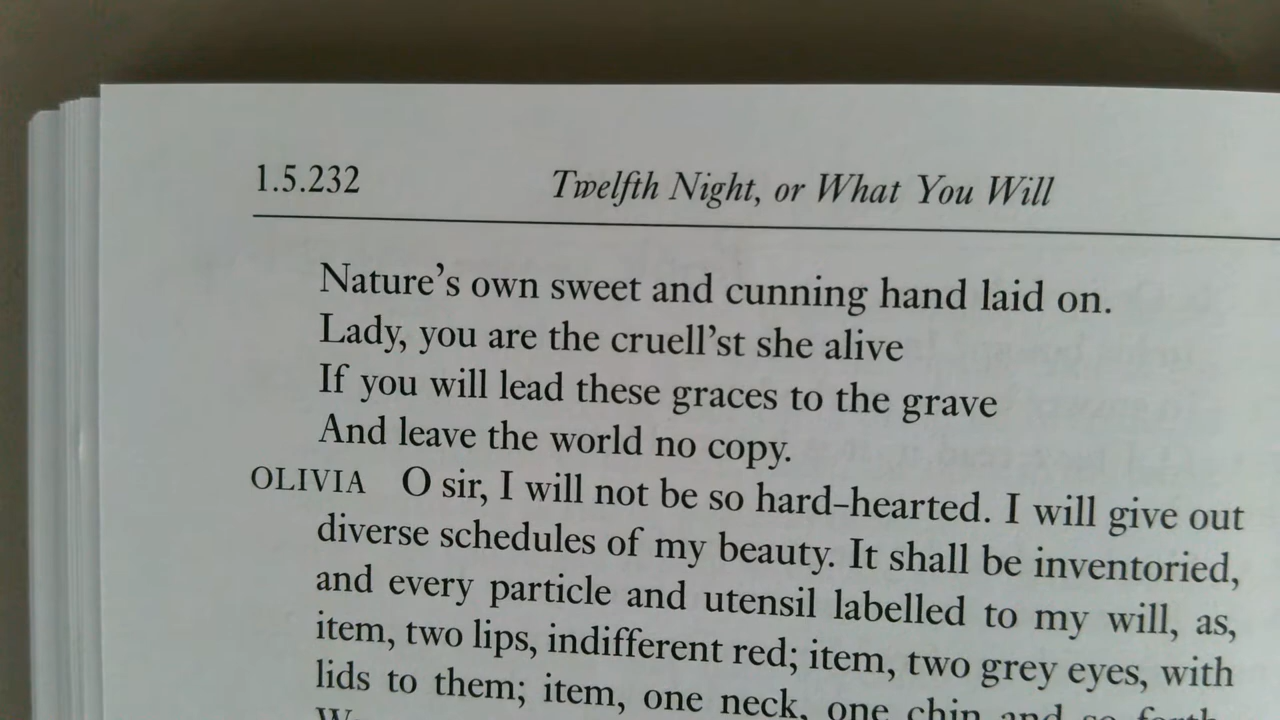 1.5.232 Twelfth Night, or What You Will
Nature's own sweet and cunning hand laid on.
Lady, you are the cruell'st she alive
If you will lead these graces to the grave
And leave the world no copy.
OLIVIA O sir, I will not be so hard-hearted. I will give out
diverse schedules of my beauty. It shall be inventoried,
and every particle and utensil labelled to my will, as,
item, two lips, indifferent red; item, two grey eyes, with
lids to them; item, one neck, one chin and so forth.